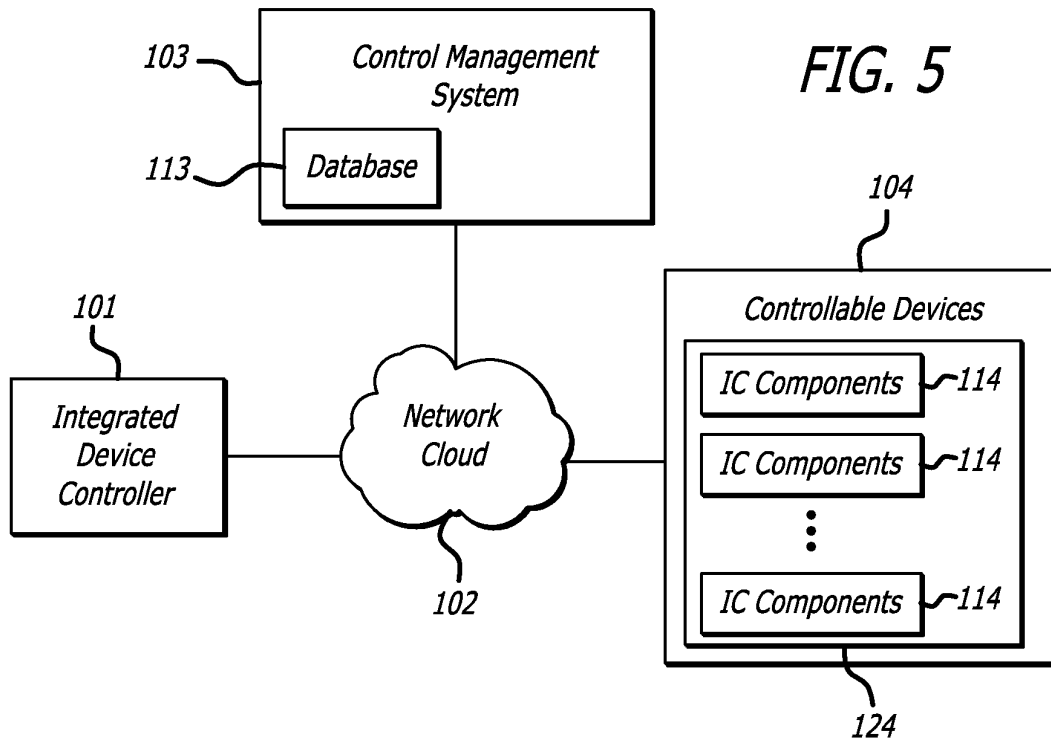 103
Control Management
System
FIG. 5
113
Database
104
101
Controllable Devices
Integrated
Device
Controller
Network
Cloud
IC Components
114
IC Components
114
IC Components
114
102
124